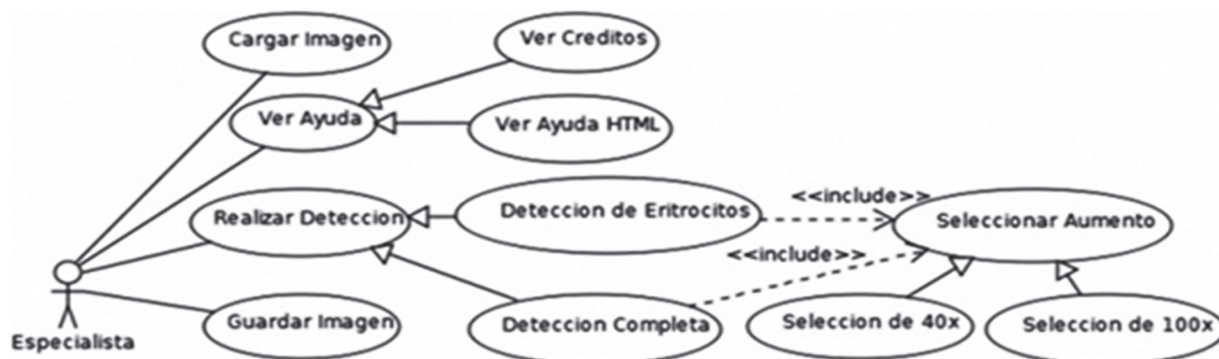 Cargar Imagen
Ver Creditos
Ver Ayuda
Ver Ayuda HTML
Realizar Deteccion
Deteccion de Eritrocitos
<<include>>
Seleccionar Aumento
<<include>>
Especialista
Guardar Imagen
Deteccion Completa
Seleccion de 40x
Seleccion de 100x